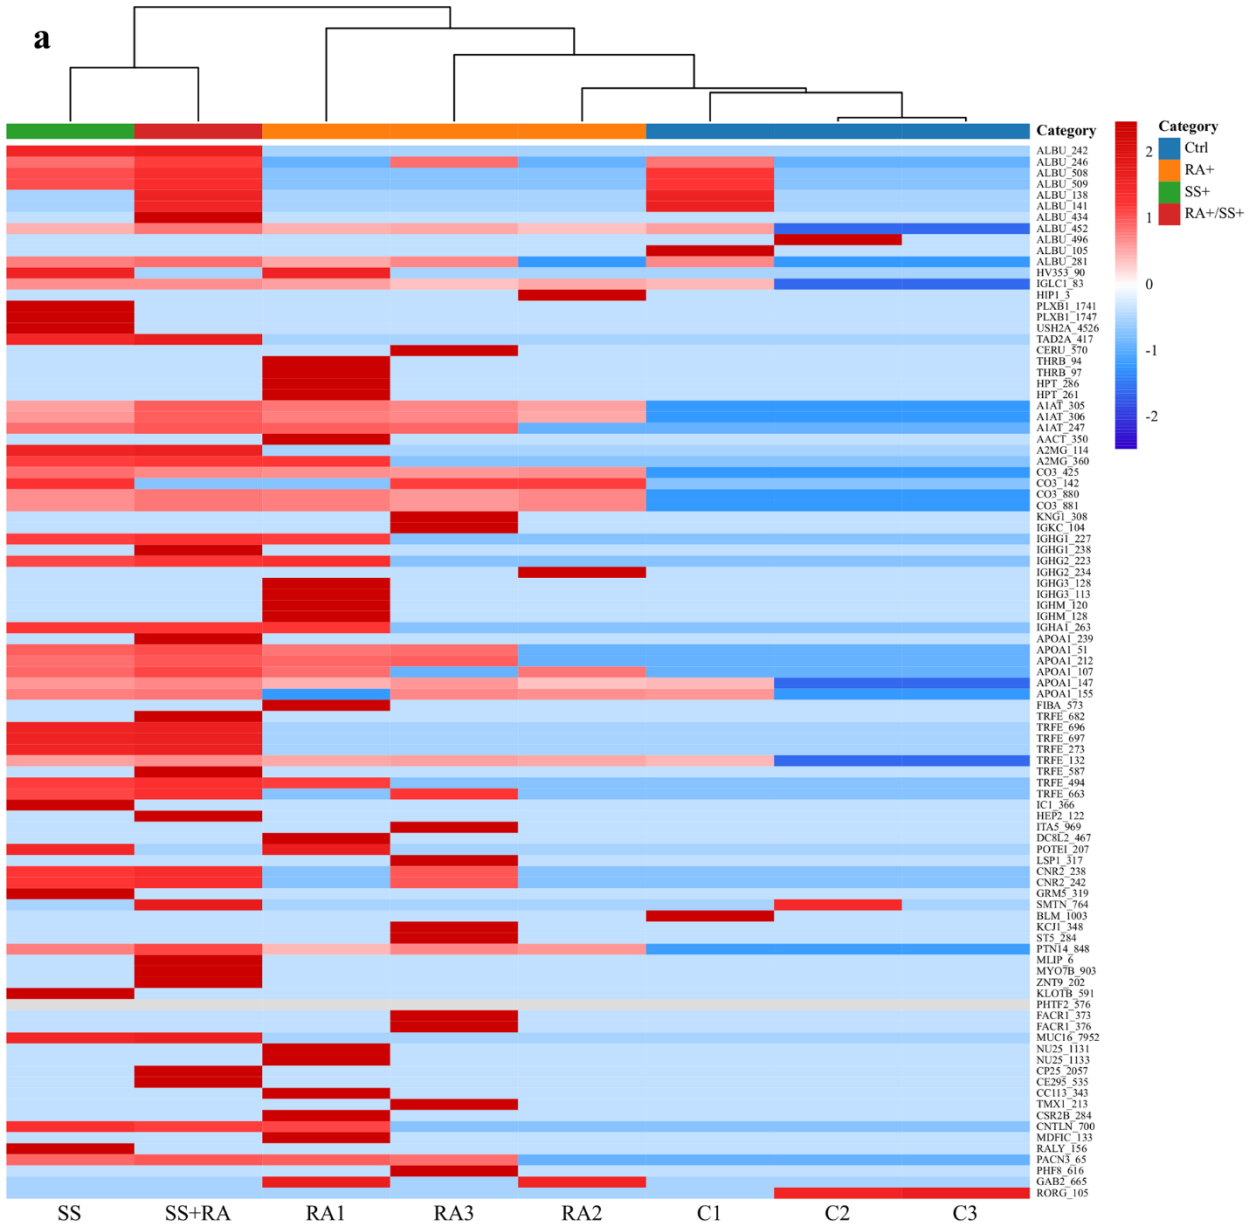 a
Category
ALBU_242
ALBU_246
ALBU_508
ALBU_509
ALBU_138
ALBU_141
ALBU_434
ALBU_452
ALBU_496
ALBU_105
ALBU_281
HV353_90
IGLC1_83
HIP1_3
PLXB1_1741
PLXB1_1747
USH2A_4526
TAD2A_417
CERU_570
THRB_94
THRB_97
HPT_286
HPT_261
A1AT_305
A1AT_306
A1AT_247
AACT_350
A2MG_114
A2MG_360
CO3_425
CO3_142
CO3_880
CO3_881
KNG1_308
IGKC_104
IGHG1_227
IGHG1_238
IGHG2_223
IGHG2_234
IGHG3_128
IGHG3_113
IGHM_120
IGHM_128
IGHA1_263
APOA1_239
APOA1_51
APOA1_212
APOA1_107
APOA1_147
APOA1_155
FIBA_573
TRFE_682
TRFE_696
TRFE_697
TRFE_273
TRFE_132
TRFE_587
TRFE_494
TRFE_663
IC1_366
HEP2_122
ITA5_969
DC8L2_467
POTEI_207
LSP1_317
CNR2_238
CNR2_242
GRM5_319
SMTN_764
BLM_1003
KCJ1_348
ST5_284
PTN14_848
MLIP_6
MYO7B_903
ZNT9_202
KLOTB_591
PHTF2_576
FACR1_373
FACR1_376
MUC16_7952
NU25_1131
NU25_1133
CP25_2057
CE295_535
CC113_343
TMX1_213
CSR2B_284
CNTLN_700
MDFIC_133
RALY_156
PACN3_65
PHF8_616
GAB2_665
RORG_105
2
1
0
-1
-2
Category
Ctrl
RA+
SS+
RA+/SS+
SS SS+RA RA1 RA3 RA2 C1 C2 C3